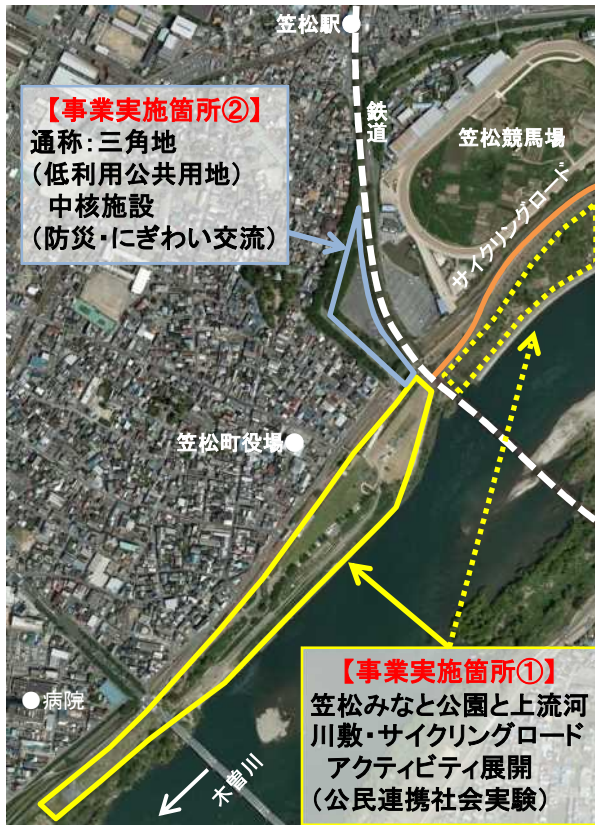 笠松駅
【事業実施箇所②】
通称：三角地
（低利用公共用地）
中核施設
（防災・にぎわい交流）
鉄道
笠松競馬場
サイクリングロード
笠松町役場
【事業実施箇所①】
笠松みなと公園と上流河
川敷・サイクリングロード
アクティビティ展開
（公民連携社会実験）
病院
木曽川